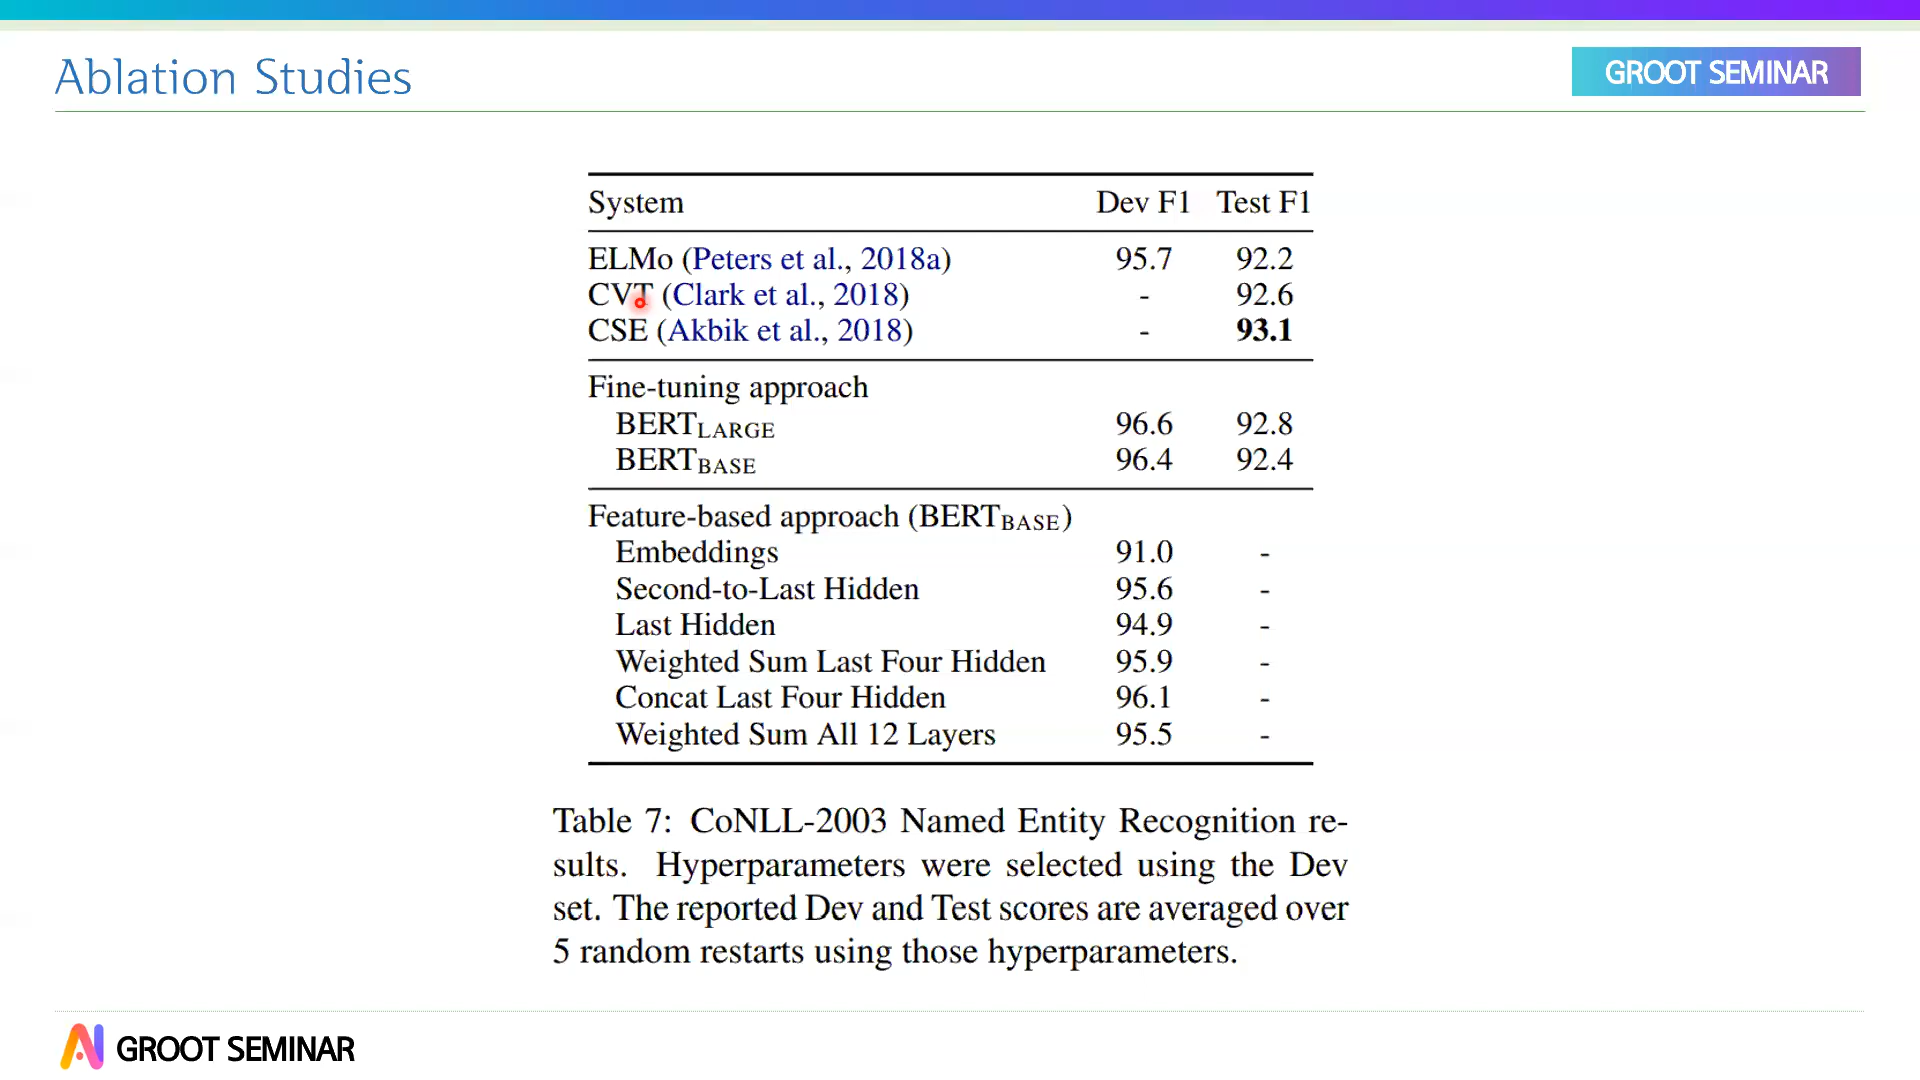 Ablation Studies
GROOT SEMINAR
System Dev F1 Test F1
ELMo (Peters et al., 2018a) 95.7 92.2
CVT (Clark et al., 2018) - 92.6
CSE (Akbik et al., 2018) - 93.1
Fine-tuning approach
BERTLARGE 96.6 92.8
BERTBASE 96.4 92.4
Feature-based approach (BERTBASE)
Embeddings 91.0 -
Second-to-Last Hidden 95.6 -
Last Hidden 94.9 -
Weighted Sum Last Four Hidden 95.9 -
Concat Last Four Hidden 96.1 -
Weighted Sum All 12 Layers 95.5 -
Table 7: CoNLL-2003 Named Entity Recognition re-
sults. Hyperparameters were selected using the Dev
set. The reported Dev and Test scores are averaged over
5 random restarts using those hyperparameters.
GROOT SEMINAR